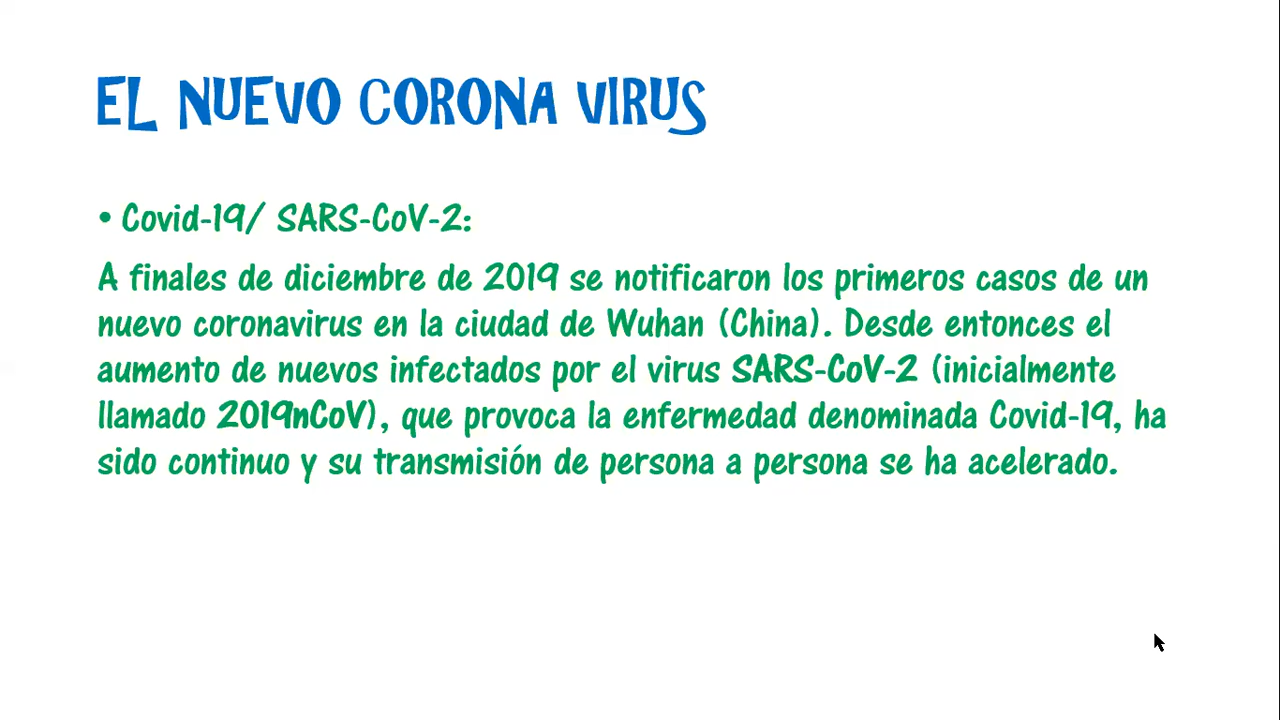 EL NUEVO CORONA VIRUS
• Covid-19/ SARS-CoV-2:
A finales de diciembre de 2019 se notificaron los primeros casos de un
nuevo coronavirus en la ciudad de Wuhan (China). Desde entonces el
aumento de nuevos infectados por el virus SARS-CoV-2 (inicialmente
llamado 2019nCoV), que provoca la enfermedad denominada Covid-19, ha
sido continuo y su transmisión de persona a persona se ha acelerado.